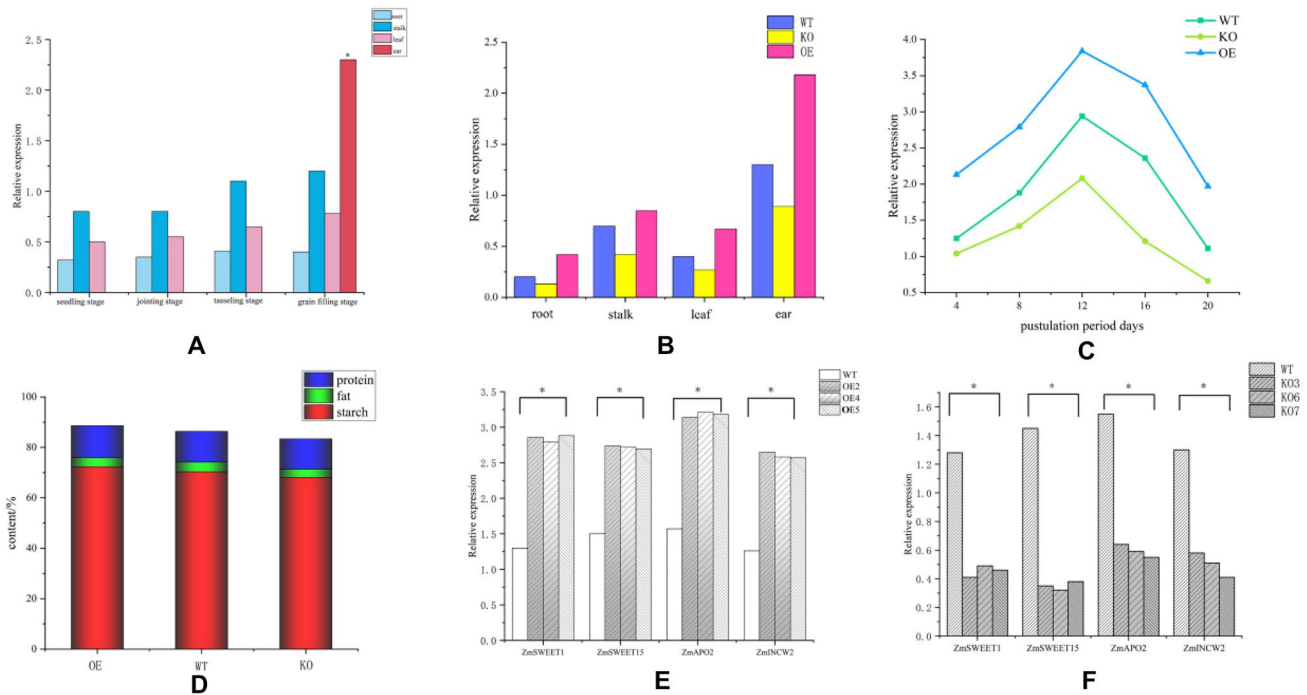 root
stalk
leaf
ear
2.5
2.0
1.5
1.0
0.5
0.0
Relative expression
*
seedling stage
jointing stage
tasseling stage
grain filling stage
A
WT
KO
OE
2.5
2.0
1.5
1.0
0.5
0.0
Relative expression
root
stalk
leaf
ear
B
WT
KO
OE
4.0
3.5
3.0
2.5
2.0
1.5
1.0
0.5
Relative expression
4
8
12
16
20
pustulation period days
C
protein
fat
starch
100
80
60
40
20
0
content/%
OE
WT
KO
D
WT
OE2
OE4
OE5
3.5
3.0
2.5
2.0
1.5
1.0
0.5
0.0
Relative expression
*
*
*
*
ZmSWEET1
ZmSWEET15
ZmAPO2
ZmINCW2
E
WT
KO3
KO6
KO7
1.6
1.4
1.2
1.0
0.8
0.6
0.4
0.2
0.0
Relative expression
*
*
*
*
ZmSWEET1
ZmSWEET15
ZmAPO2
ZmINCW2
F